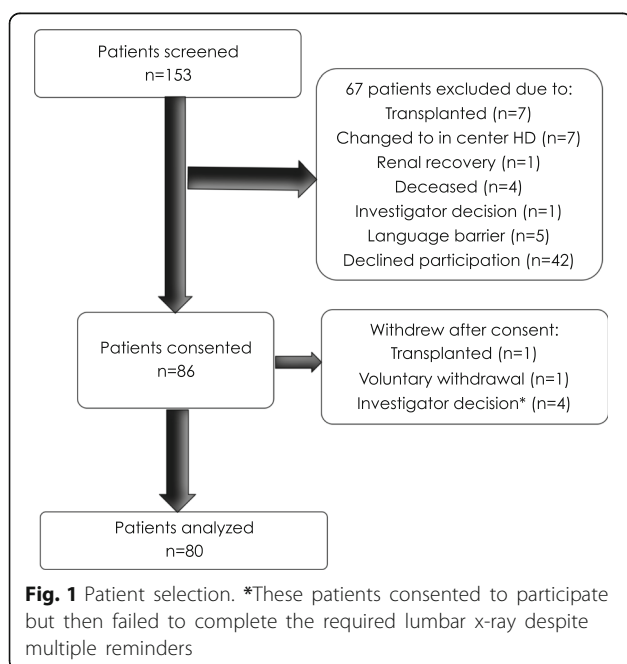 Patients screened
n=153
67 patients excluded due to:
Transplanted (n=7)
Changed to in center HD (n=7)
Renal recovery (n=1)
Deceased (n=4)
Investigator decision (n=1)
Language barrier (n=5)
Declined participation (n=42)
Patients consented
n=86
Withdrew after consent:
Transplanted (n=1)
Voluntary withdrawal (n=1)
Investigator decision* (n=4)
Patients analyzed
n=80
Fig. 1 Patient selection. *These patients consented to participate
but then failed to complete the required lumbar x-ray despite
multiple reminders